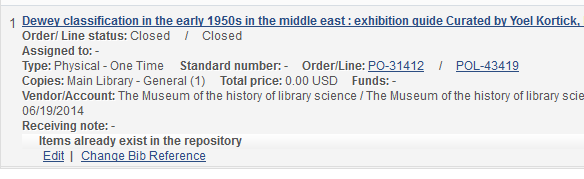 1 Dewey classification in the early 1950s in the middle east : exhibition guide Curated by Yoel Kortick,
Order/ Line status: Closed / Closed
Assigned to: -
Type: Physical - One Time Standard number: - Order/Line: PO-31412 / POL-43419
Copies: Main Library - General (1) Total price: 0.00 USD Funds: -
Vendor/Account: The Museum of the history of library science / The Museum of the history of library scie
06/19/2014
Receiving note: -
Items already exist in the repository
Edit | Change Bib Reference